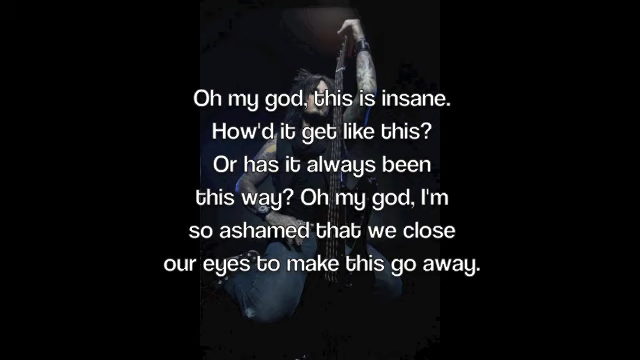 Oh my god, this is insane.
How'd it get like this?
Or has it always been
this way? Oh my god, I'm
so ashamed that we close
our eyes to make this go away.